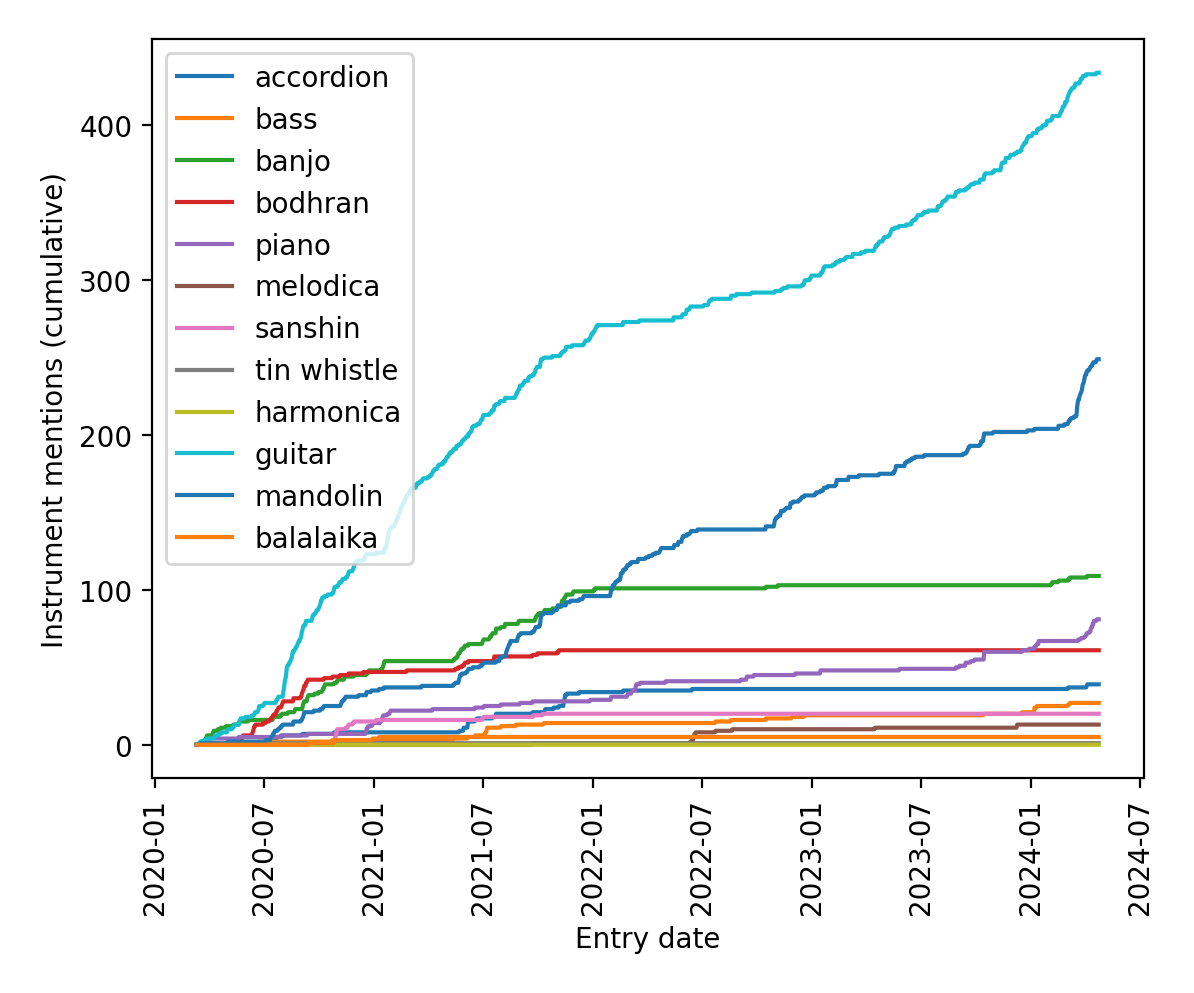 accordion
bass
banjo
bodhran
piano
melodica
sanshin
tin whistle
harmonica
guitar
mandolin
balalaika
Instrument mentions (cumulative)
400
300
200
100
0
2020-01
2020-07
2021-01
2021-07
2022-01
2022-07
2023-01
2023-07
2024-01
2024-07
Entry date